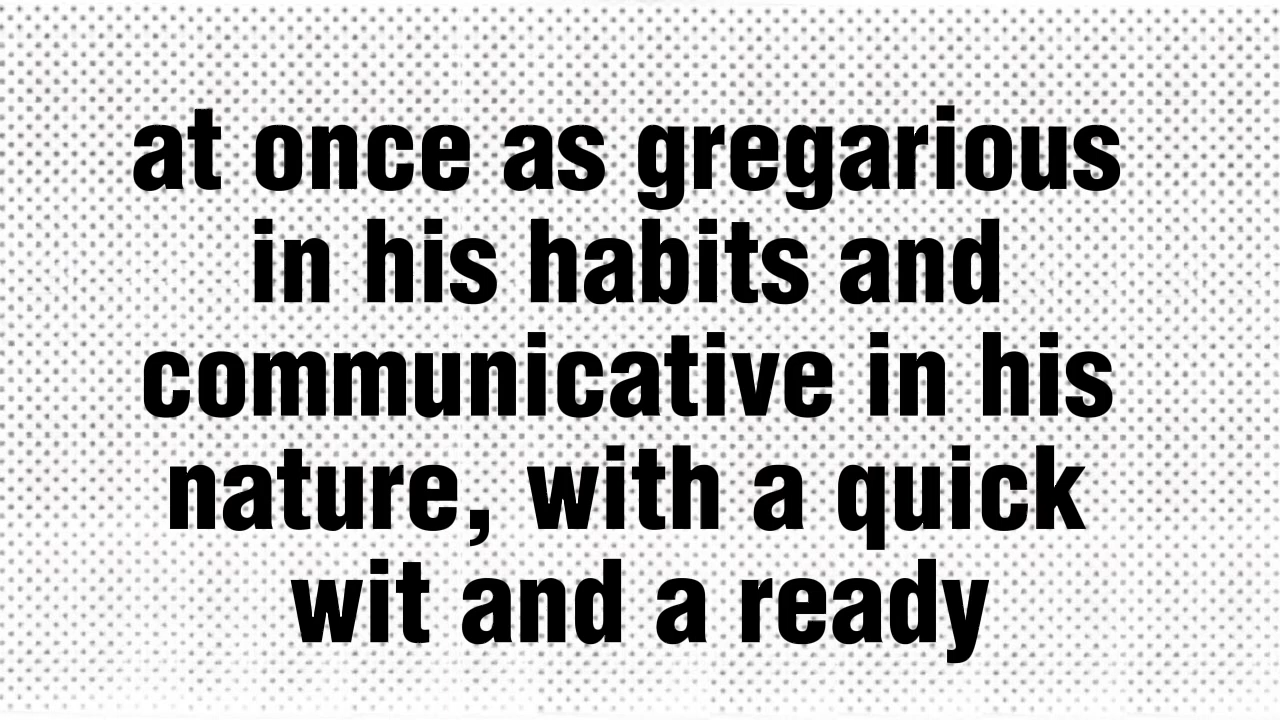 at once as gregarious
in his habits and
communicative in his
nature, with a quick
wit and a ready